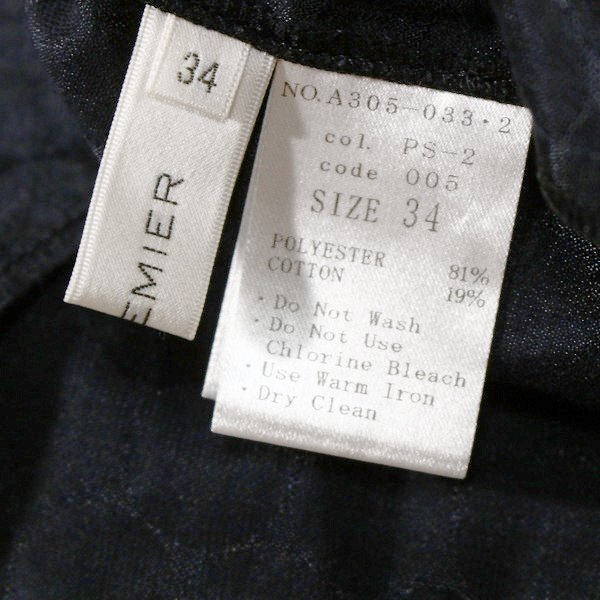 34
EMIER
NO.A305-033・2
col. PS-2
code 005
SIZE 34
POLYESTER 81%
COTTON 19%
・Do Not Wash
・Do Not Use
Chlorine Bleach
・Use Warm Iron
・Dry Clean